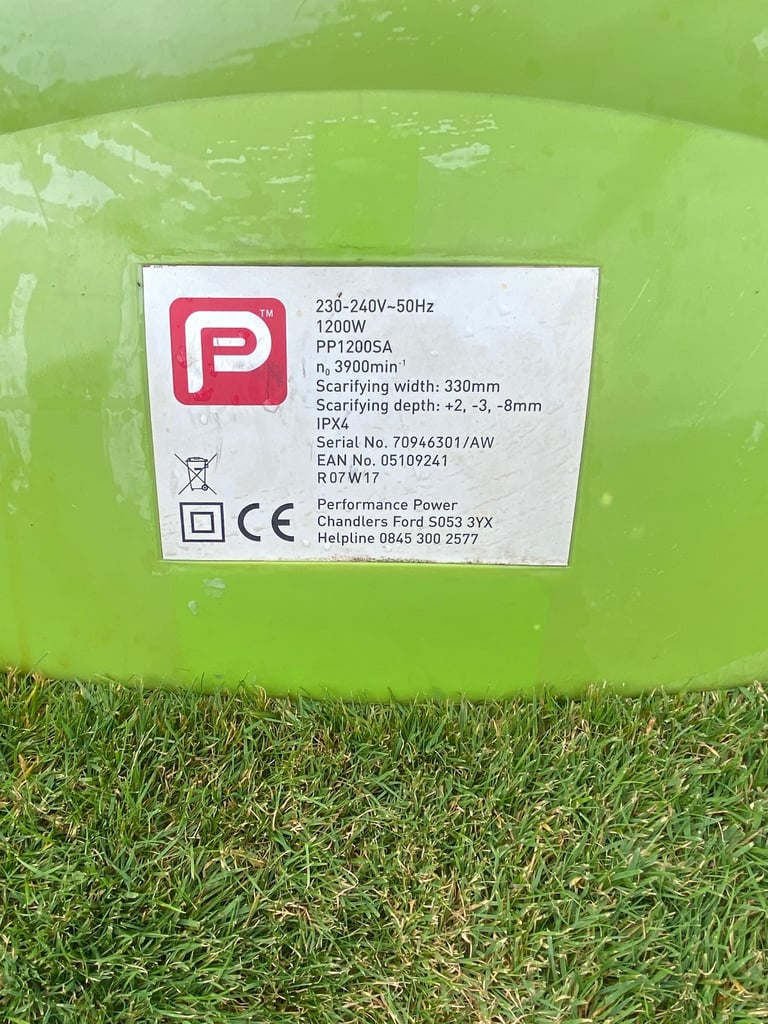 P TM
230-240V~50Hz
1200W
PP1200SA
n₀ 3900min⁻¹
Scarifying width: 330mm
Scarifying depth: +2, -3, -8mm
IPX4
Serial No. 70946301/AW
EAN No. 05109241
R07W17
CE
Performance Power
Chandlers Ford S053 3YX
Helpline 0845 300 2577